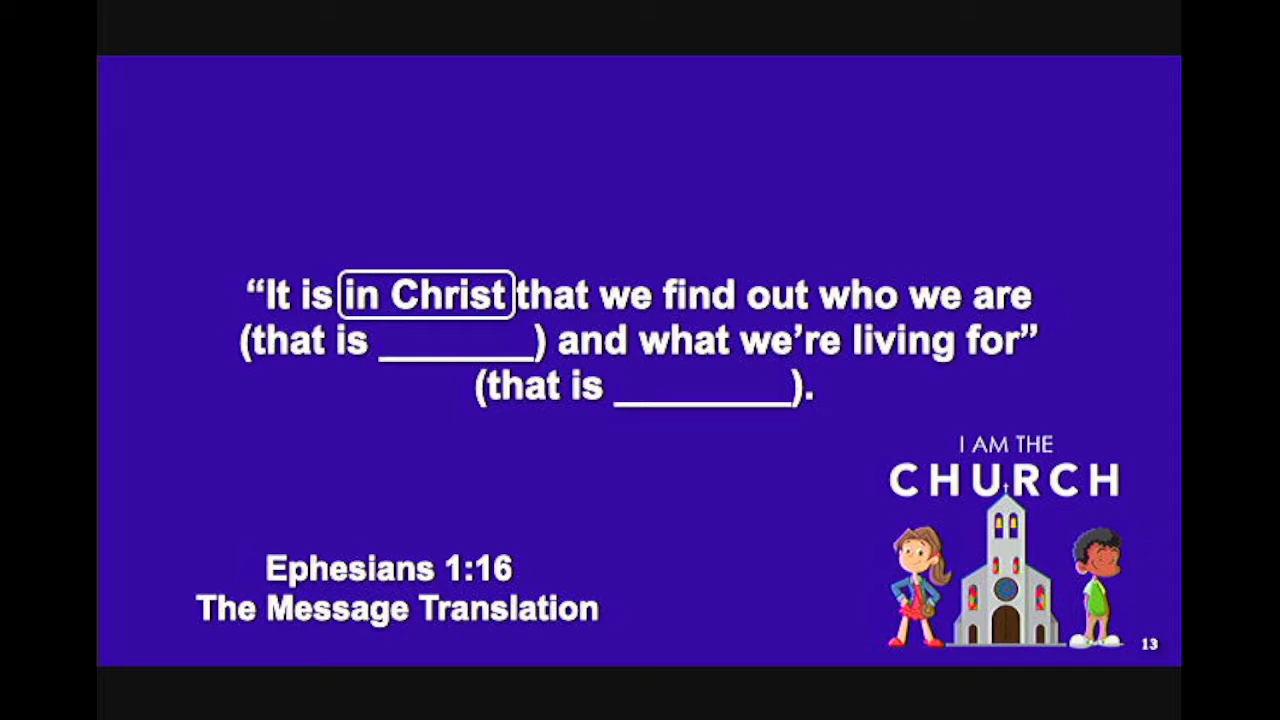 “It is in Christ that we find out who we are
(that is _______) and what we’re living for”
(that is ________).
I AM THE
CHURCH
Ephesians 1:16
The Message Translation
13